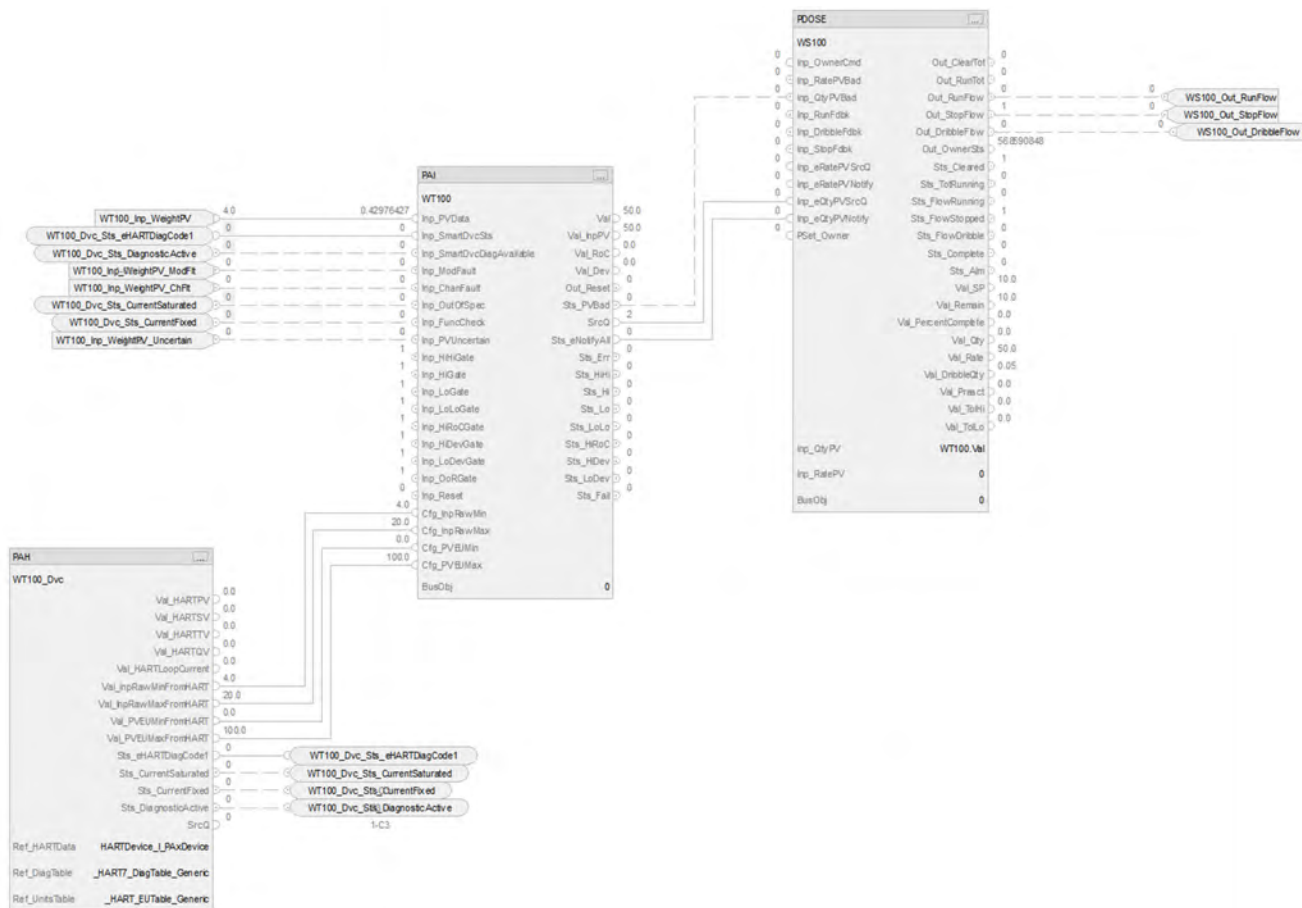 PDOSE ...
WS100
0 Inp_OwnerCmd Out_ClearTot 0
0 Inp_RatePVBad Out_RunTot 0
0 Inp_QtyPVBad Out_RunFlow 0 0 WS100_Out_RunFlow
0 Inp_RunFdbk Out_StopFlow 1 0 WS100_Out_StopFlow
0 Inp_DribbleFdbk Out_DribbleFlow 0 0 WS100_Out_DribbleFlow
0 Inp_StopFdbk Out_OwnerSts
0 Inp_eRatePVSrcQ Sts_Cleared 1
0 Inp_eRatePVNotify Sts_TotRunning 0
0 Inp_eQtyPVSrcQ Sts_FlowRunning 0
0 Inp_eQtyPVNotify Sts_FlowStopped 1
0 PSet_Owner Sts_FlowDribble 0
Sts_Complete 0
Sts_Alm 0
Val_SP 10.0
Val_Remain 10.0
Val_PercentComplete 0.0
Val_Qty 0.0
Val_Rate 50.0
Val_DribbleQty 0.05
Val_Preact 0.0
Val_TolHi 0.0
Val_TolLo 0.0
Inp_QtyPV WT100.Val
Inp_RatePV 0
BusObj 0
PAI ...
WT100
WT100_Inp_WeightPV 4.0 0.42976427 Inp_PVData Val 50.0
WT100_Dvc_Sts_eHARTDiagCode1 0 0 Inp_SmartDvcSts Val_InpPV 50.0
WT100_Dvc_Sts_DiagnosticActive 0 0 Inp_SmartDvcDiagAvailable Val_RoC 0.0
WT100_Inp_WeightPV_ModFlt 0 0 Inp_ModFault Val_Dev 0.0
WT100_Inp_WeightPV_ChFlt 0 0 Inp_ChanFault Out_Reset 0
WT100_Dvc_Sts_CurrentSaturated 0 0 Inp_OutOfSpec Sts_PVBad 0
WT100_Dvc_Sts_CurrentFixed 0 0 Inp_FuncCheck SrcQ 2
WT100_Inp_WeightPV_Uncertain 0 0 Inp_PVUncertain Sts_eNotifyAll 0
1 Inp_HiHiGate Sts_Err 0
1 Inp_HiGate Sts_HiHi 0
1 Inp_LoGate Sts_Hi 0
1 Inp_LoLoGate Sts_Lo 0
1 Inp_HiRoCGate Sts_LoLo 0
1 Inp_HiDevGate Sts_HiRoC 0
1 Inp_LoDevGate Sts_HiDev 0
1 Inp_OoRGate Sts_LoDev 0
0 Inp_Reset Sts_Fail 0
4.0 Cfg_InpRawMin
20.0 Cfg_InpRawMax
0.0 Cfg_PVEUMin
100.0 Cfg_PVEUMax
BusObj 0
PAH ...
WT100_Dvc
Val_HARTPV 0.0
Val_HARTSV 0.0
Val_HARTTV 0.0
Val_HARTQV 0.0
Val_HARTLoopCurrent 0.0
Val_InpRawMinFromHART 4.0
Val_InpRawMaxFromHART 20.0
Val_PVEUMinFromHART 0.0
Val_PVEUMaxFromHART 100.0
Sts_eHARTDiagCode1 0 WT100_Dvc_Sts_eHARTDiagCode1
Sts_CurrentSaturated 0 WT100_Dvc_Sts_CurrentSaturated
Sts_CurrentFixed 0 WT100_Dvc_Sts_CurrentFixed
Sts_DiagnosticActive 0 WT100_Dvc_Sts_DiagnosticActive
SrcQ 0
1-C3
Ref_HARTData HARTDevice_I_PAxDevice
Ref_DiagTable _HART7_DiagTable_Generic
Ref_UnitsTable _HART_EUTable_Generic